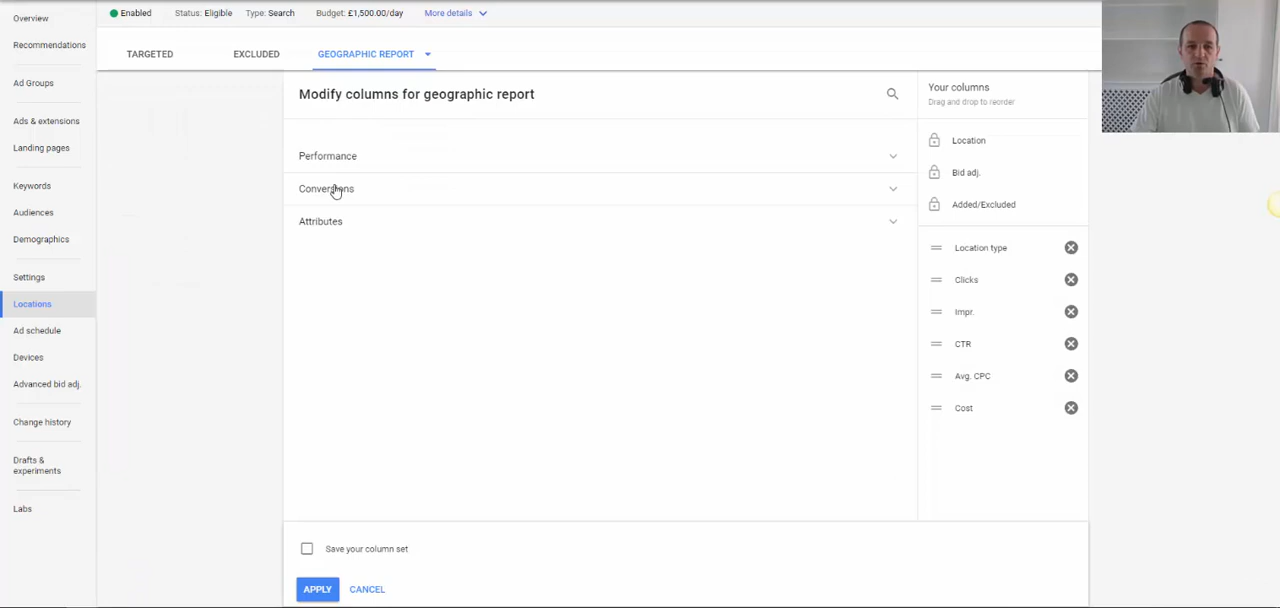 Overview
Recommendations
Ad Groups
Ads & extensions
Landing pages
Keywords
Audiences
Demographics
Settings
Locations
Ad schedule
Devices
Advanced bid adj.
Change history
Drafts &
experiments
Labs
Enabled Status: Eligible Type: Search Budget: £1,500.00/day More details
TARGETED EXCLUDED GEOGRAPHIC REPORT
Modify columns for geographic report
Performance
Conversions
Attributes
Your columns
Drag and drop to reorder
Location
Bid adj.
Added/Excluded
Location type
Clicks
Impr.
CTR
Avg. CPC
Cost
Save your column set
APPLY CANCEL